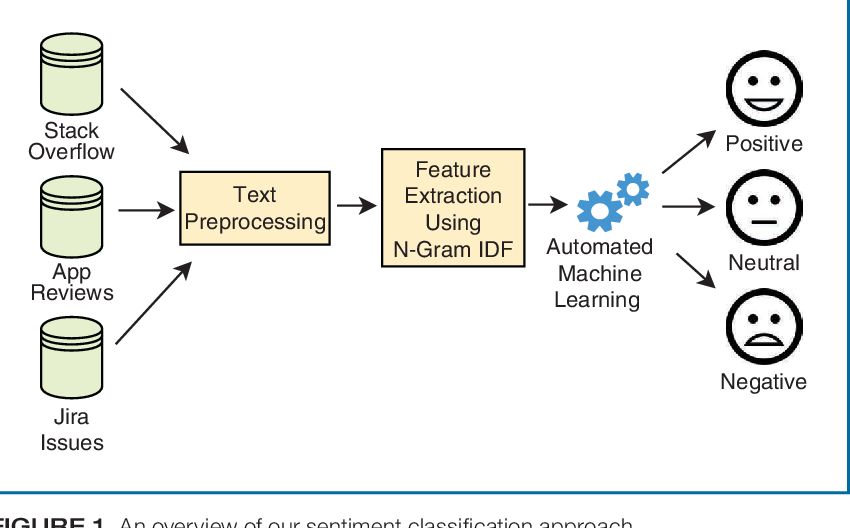 Stack
Overflow
App
Reviews
Jira
Issues
Text
Preprocessing
Feature
Extraction
Using
N-Gram IDF
Automated
Machine
Learning
Positive
Neutral
Negative
FIGURE 1. An overview of our sentiment classification approach.